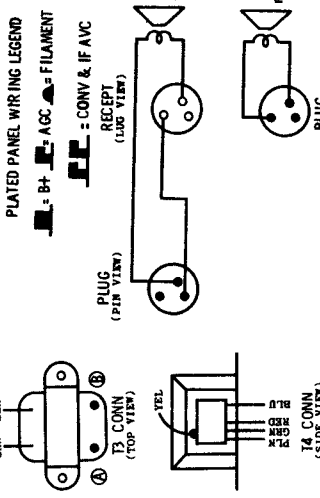 PLATED PANEL WIRING LEGEND
= B+ = AGC = FILAMENT
= CONV & IF AVC
RECEPT
(LUG VIEW)
PLUG
(PIN VIEW)
PLUG
A
B
T3 CONN
(TOP VIEW)
YEL
PLN
GRN
RED
BLU
T4 CONN
(SIDE VIEW)